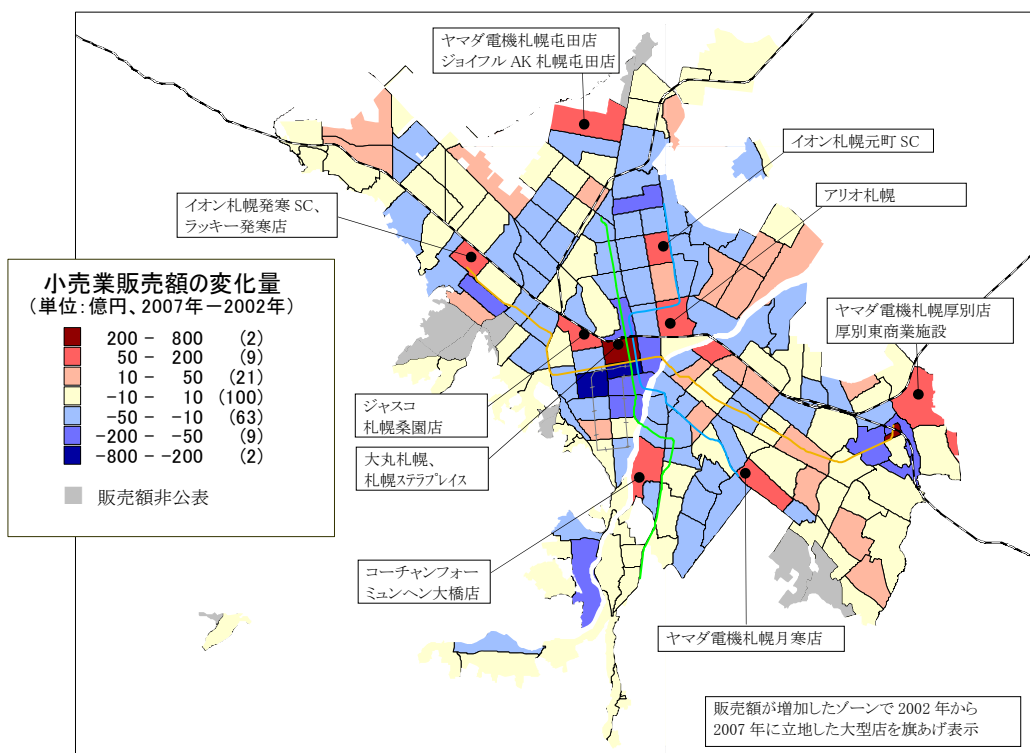 ヤマダ電機札幌屯田店
ジョイフル AK 札幌屯田店
イオン札幌元町 SC
アリオ札幌
イオン札幌発寒 SC、
ラッキー発寒店
小売業販売額の変化量
(単位:億円、2007年－2002年)
200 － 800 (2)
50 － 200 (9)
10 － 50 (21)
-10 － 10 (100)
-50 － -10 (63)
-200 － -50 (9)
-800 － -200 (2)
販売額非公表
ヤマダ電機札幌厚別店
厚別東商業施設
ジャスコ
札幌桑園店
大丸札幌、
札幌ステラプレイス
コーチャンフォー
ミュンヘン大橋店
ヤマダ電機札幌月寒店
販売額が増加したゾーンで 2002 年から
2007 年に立地した大型店を旗あげ表示